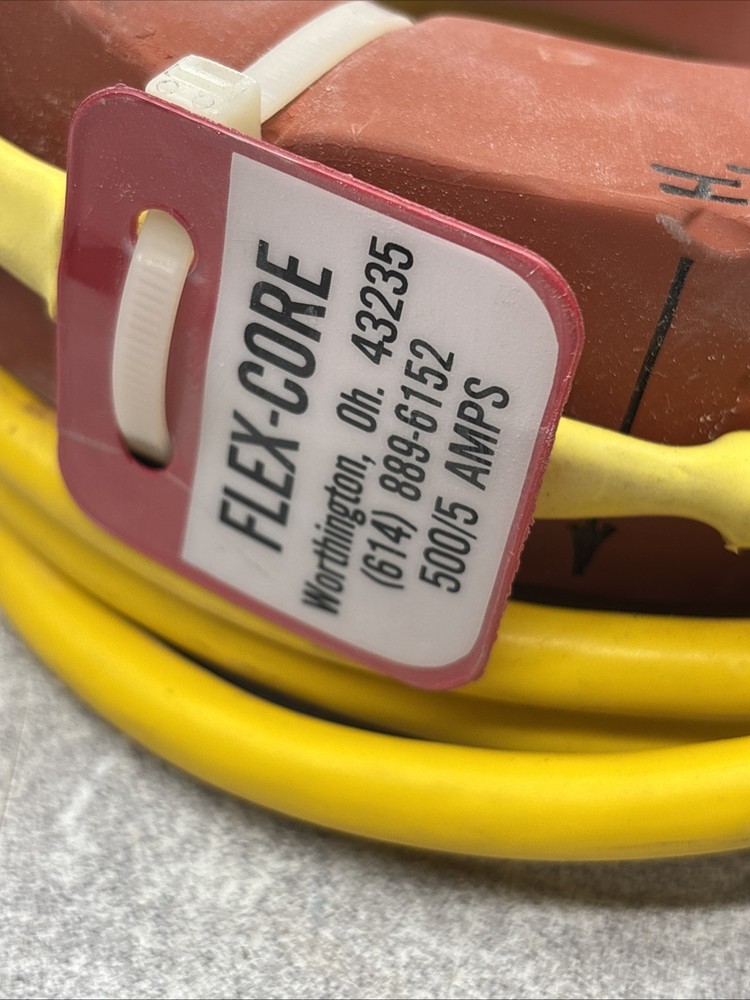 FLEX-CORE
Worthington, Oh. 43235
(614) 889-6152
500/5 AMPS
H